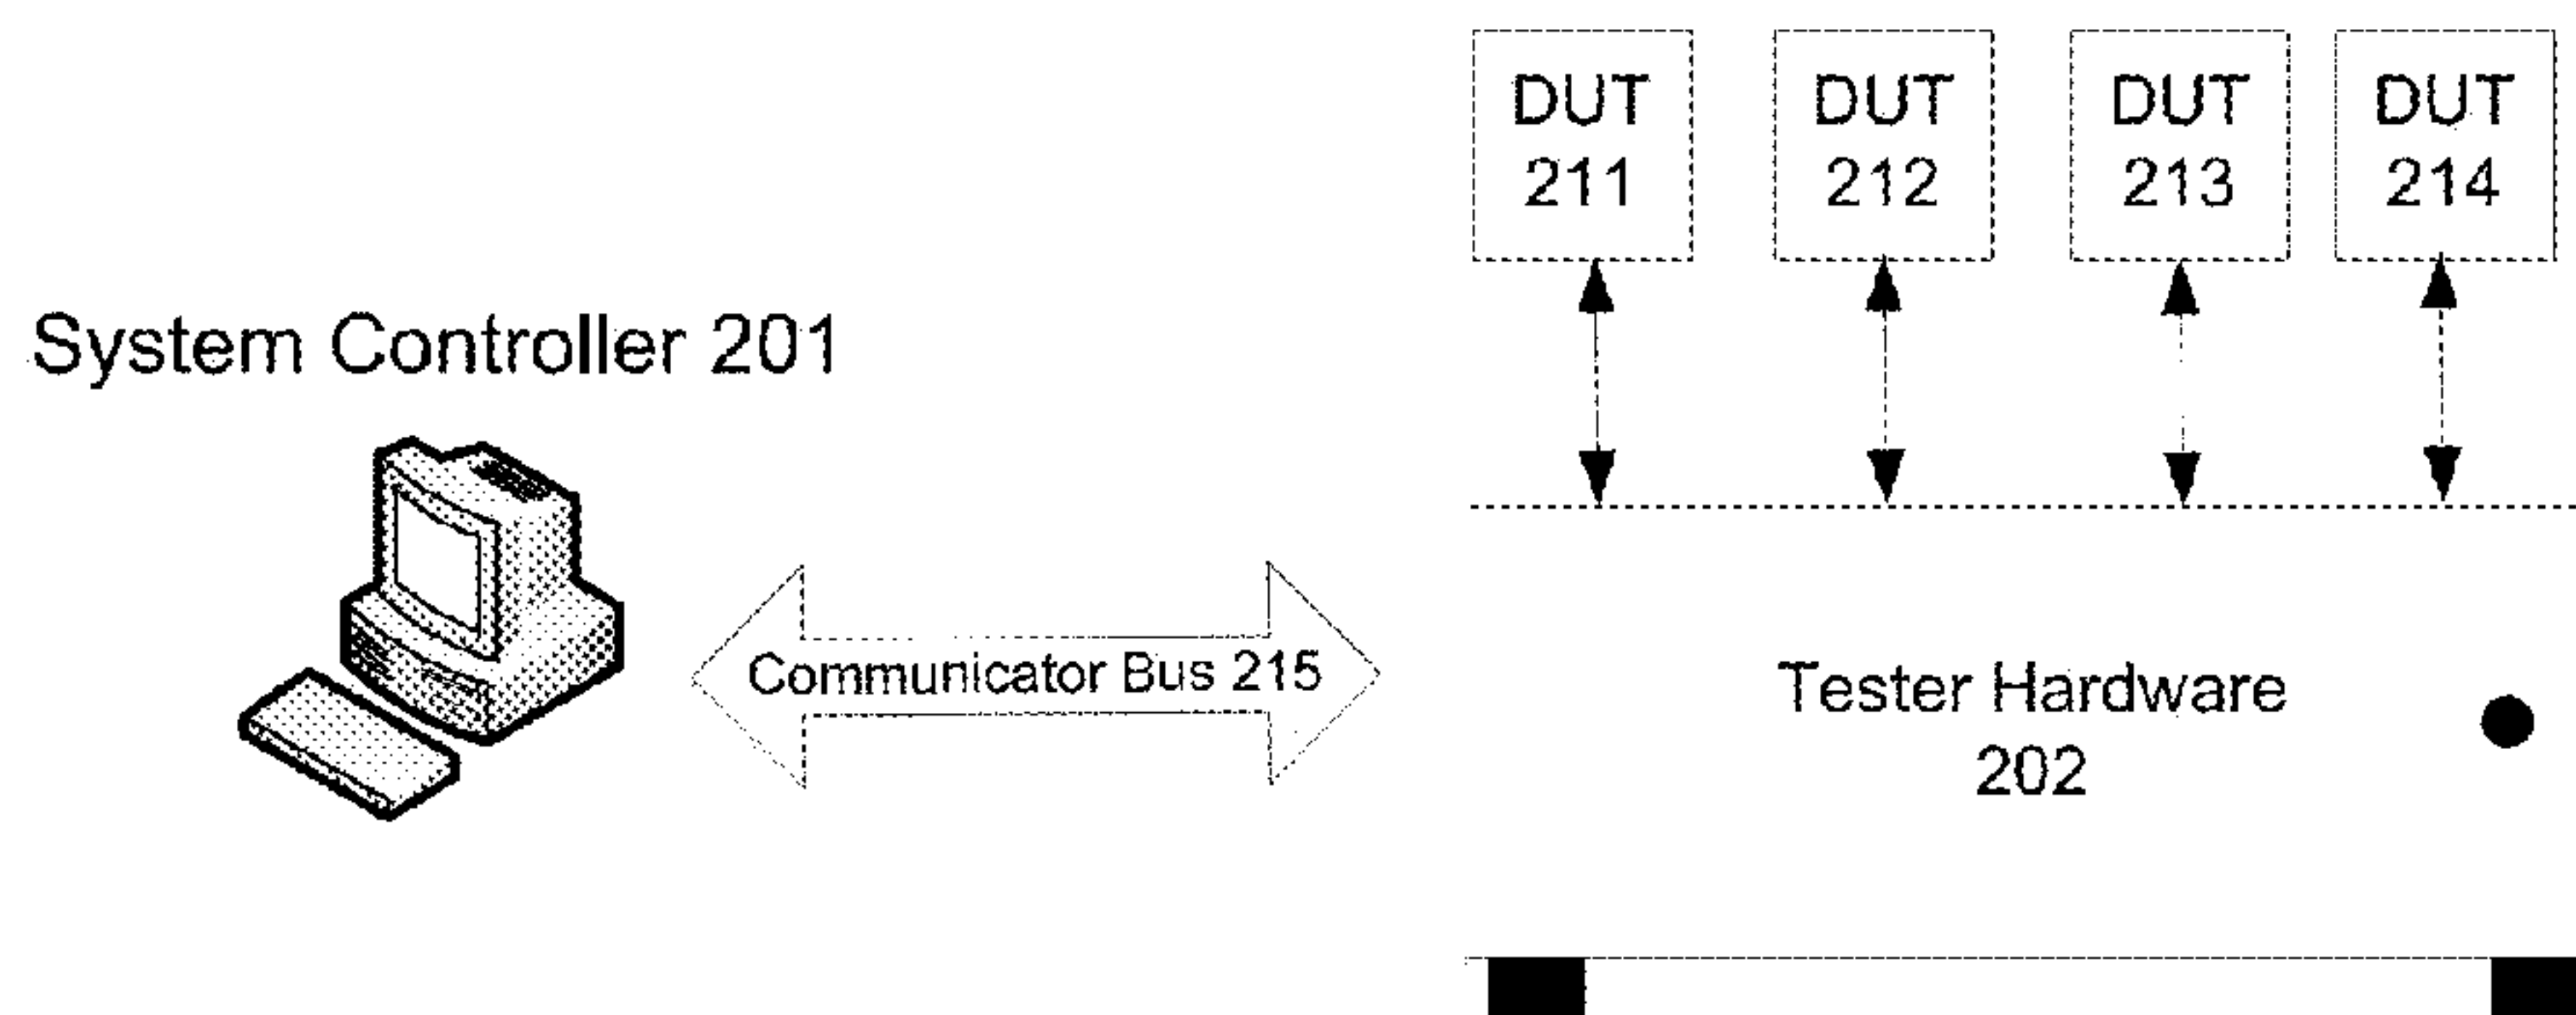 DUT
211
DUT
212
DUT
213
DUT
214
System Controller 201
Communicator Bus 215
Tester Hardware
202